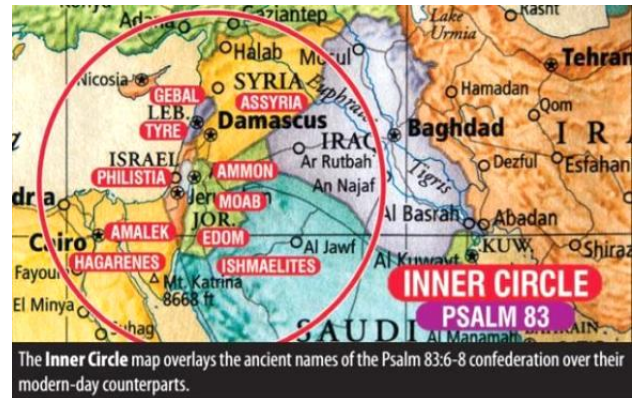 Adana
Gaziantep
Lake
Urmia
Rasht
Halab
Mosul
Tehran
Nicosia
SYRIA
Euphrates
Hamadan
GEBAL
ASSYRIA
LEB.
Qom
TYRE
Damascus
Baghdad
IRAQ
ISRAEL
Ar Rutbah
Dezful
Esfahan
PHILISTIA
AMMON
Tigris
An Najaf
MOAB
JOR.
Al Basrah
Abadan
AMALEK
EDOM
Cairo
Al Jawf
KUW.
Shiraz
HAGARENES
ISHMAELITES
Al Kuwayt
Mt. Katrina
8668 ft
INNER CIRCLE
El Minya
PSALM 83
SAUDI
Al Manamah
The Inner Circle map overlays the ancient names of the Psalm 83:6-8 confederation over their
modern-day counterparts.